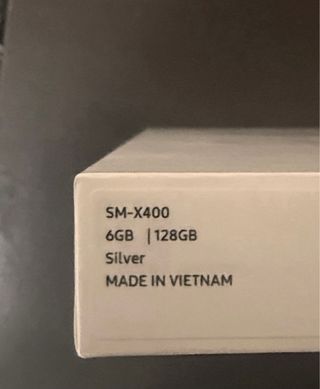 SM-X400
6GB | 128GB
Silver
MADE IN VIETNAM